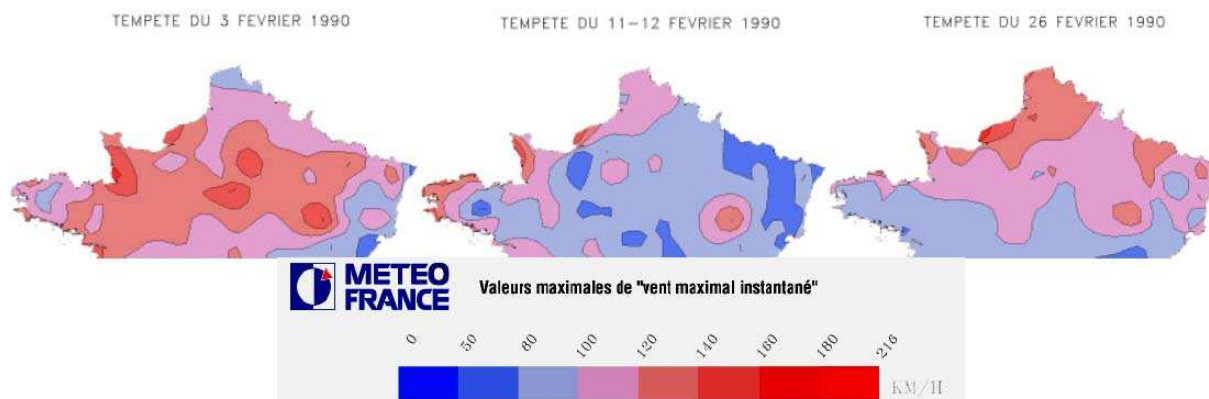 TEMPETE DU 3 FEVRIER 1990
TEMPETE DU 11-12 FEVRIER 1990
TEMPETE DU 26 FEVRIER 1990
METEO
FRANCE
Valeurs maximales de "vent maximal instantané"
0 50 80 100 120 140 160 180 216
KM/H